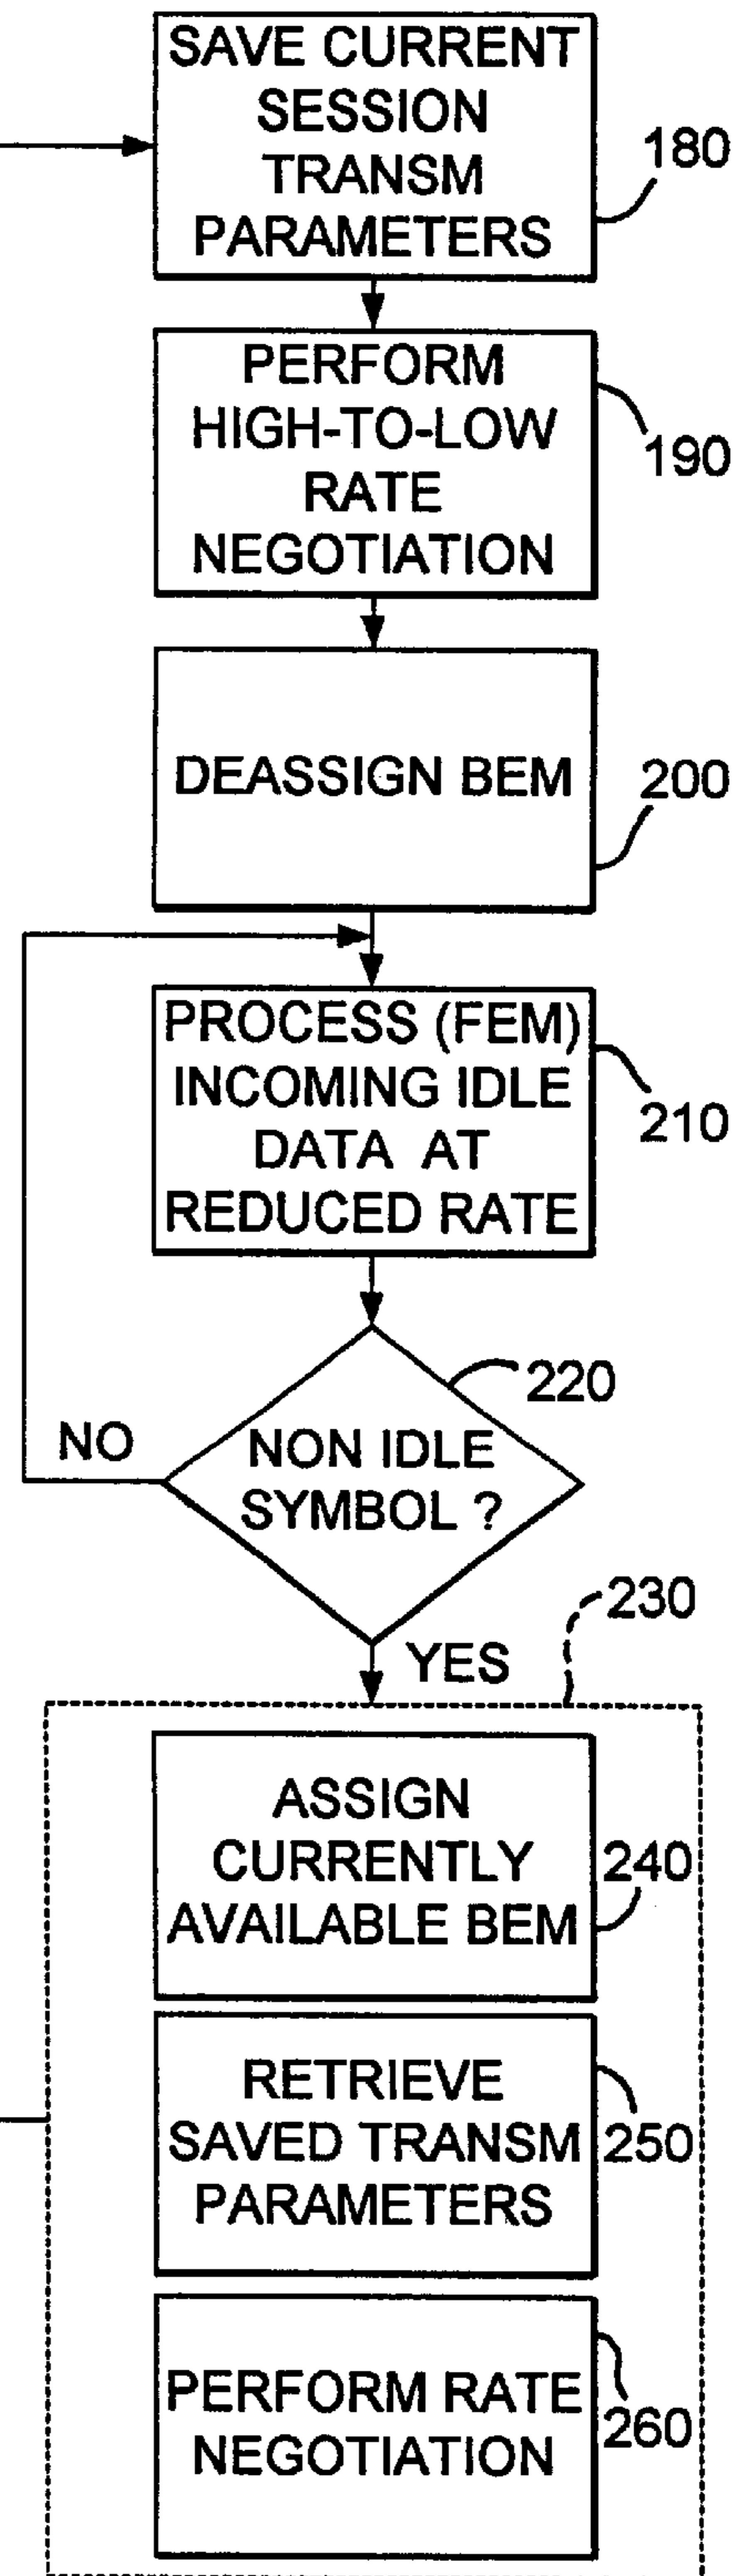 SAVE CURRENT
SESSION
TRANSM
PARAMETERS
180
PERFORM
HIGH-TO-LOW
RATE
NEGOTIATION
190
DEASSIGN BEM
200
PROCESS (FEM)
INCOMING IDLE
DATA AT
REDUCED RATE
210
220
NO
NON IDLE
SYMBOL ?
YES
230
ASSIGN
CURRENTLY
AVAILABLE BEM
240
RETRIEVE
SAVED TRANSM
PARAMETERS
250
PERFORM RATE
NEGOTIATION
260